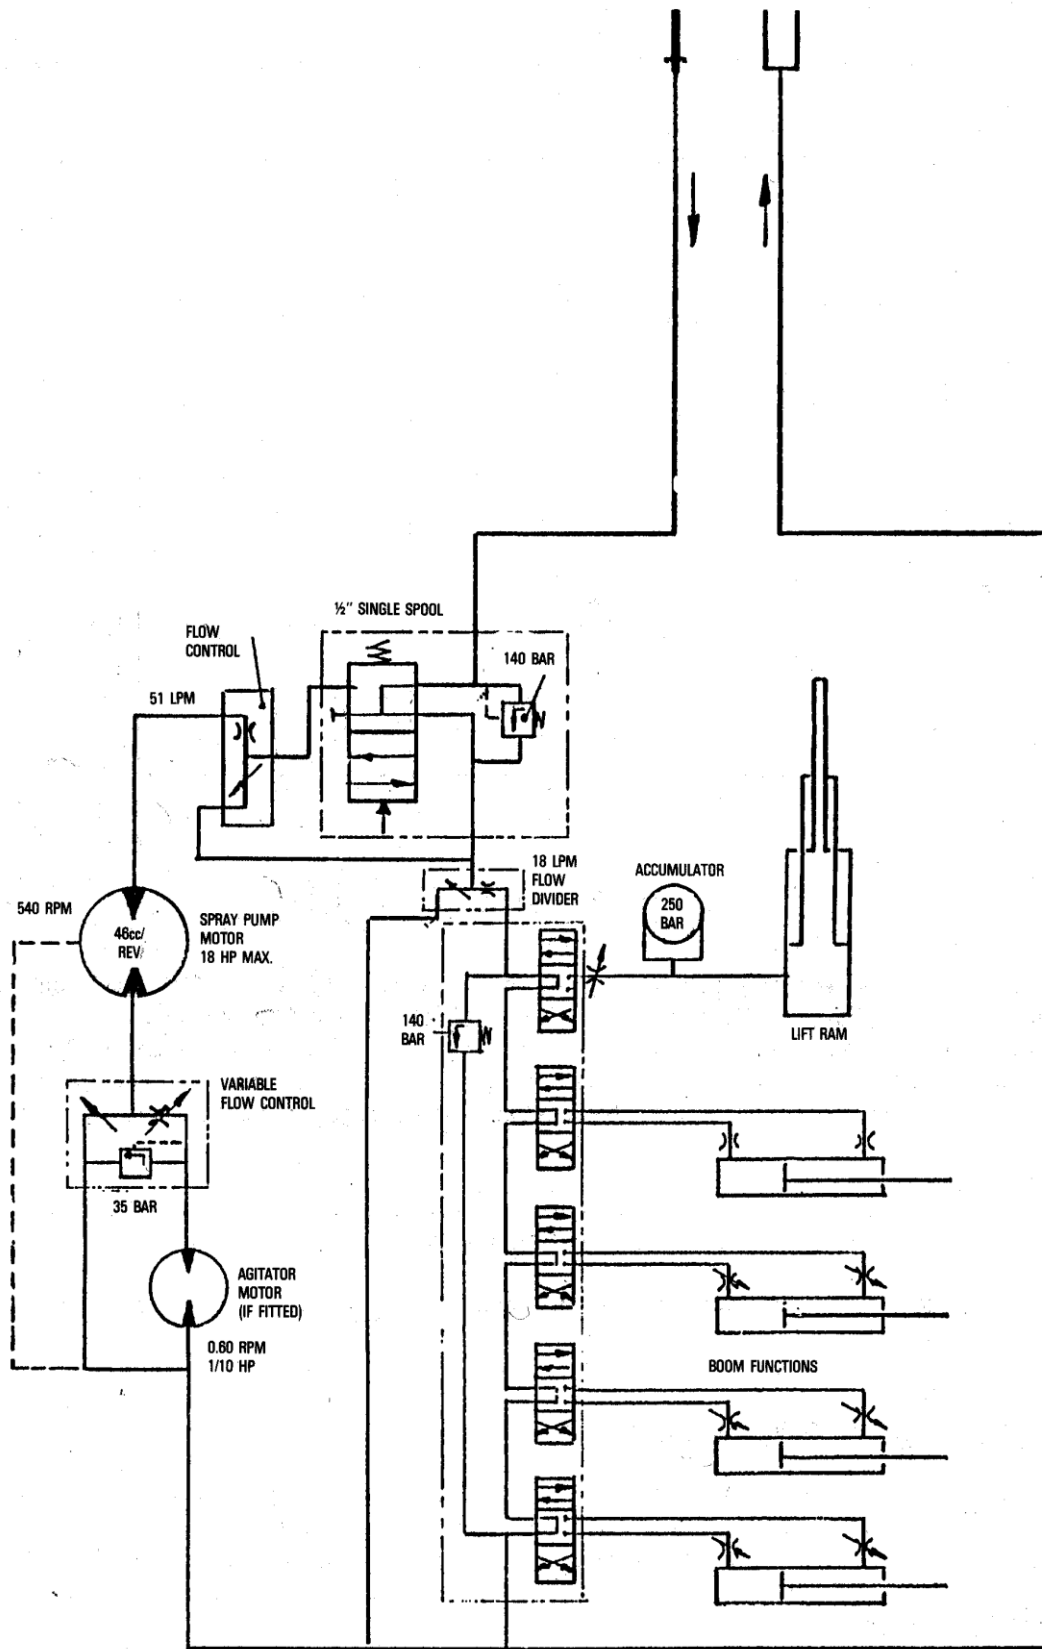 ½" SINGLE SPOOL
FLOW
CONTROL
140 BAR
51 LPM
18 LPM
FLOW
DIVIDER
ACCUMULATOR
250
BAR
540 RPM
46cc/
REV
SPRAY PUMP
MOTOR
18 HP MAX.
140
BAR
LIFT RAM
VARIABLE
FLOW CONTROL
35 BAR
AGITATOR
MOTOR
(IF FITTED)
0.60 RPM
1/10 HP
BOOM FUNCTIONS